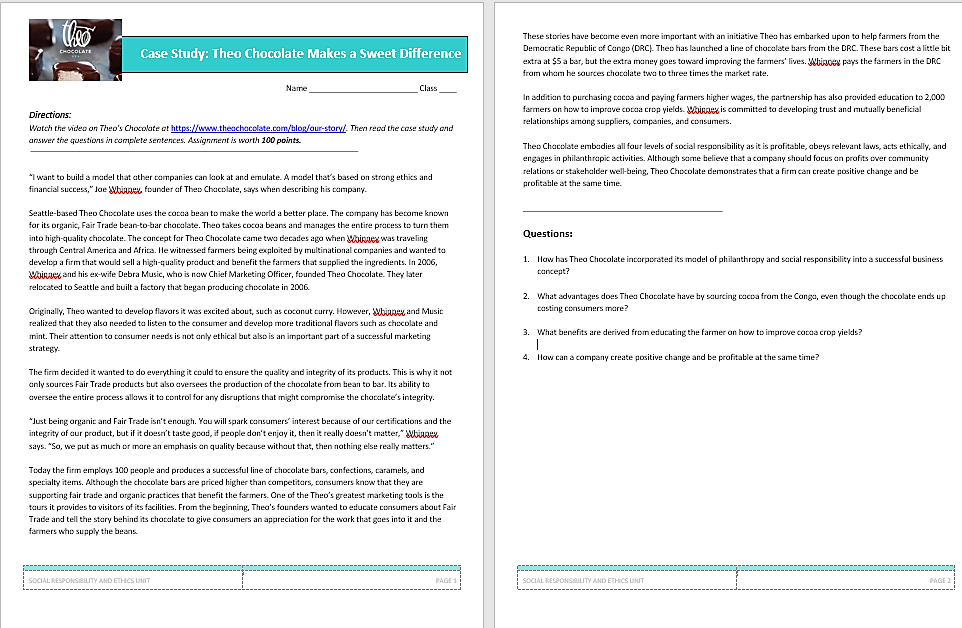 theo
CHOCOLATE
Case Study: Theo Chocolate Makes a Sweet Difference
Name ________________________ Class ____
Directions:
Watch the video on Theo's Chocolate at https://www.theochocolate.com/blog/our-story/. Then read the case study and
answer the questions in complete sentences. Assignment is worth 100 points.
"I want to build a model that other companies can look at and emulate. A model that's based on strong ethics and
financial success," Joe Whinney, founder of Theo Chocolate, says when describing his company.
Seattle-based Theo Chocolate uses the cocoa bean to make the world a better place. The company has become known
for its organic, Fair Trade bean-to-bar chocolate. Theo takes cocoa beans and manages the entire process to turn them
into high-quality chocolate. The concept for Theo Chocolate came two decades ago when Whinney was traveling
through Central America and Africa. He witnessed farmers being exploited by multinational companies and wanted to
develop a firm that would sell a high-quality product and benefit the farmers that supplied the ingredients. In 2006,
Whinney and his ex-wife Debra Music, who is now Chief Marketing Officer, founded Theo Chocolate. They later
relocated to Seattle and built a factory that began producing chocolate in 2006.
Originally, Theo wanted to develop flavors it was excited about, such as coconut curry. However, Whinney and Music
realized that they also needed to listen to the consumer and develop more traditional flavors such as chocolate and
mint. Their attention to consumer needs is not only ethical but also is an important part of a successful marketing
strategy.
The firm decided it wanted to do everything it could to ensure the quality and integrity of its products. This is why it not
only sources Fair Trade products but also oversees the production of the chocolate from bean to bar. Its ability to
oversee the entire process allows it to control for any disruptions that might compromise the chocolate's integrity.
"Just being organic and Fair Trade isn't enough. You will spark consumers' interest because of our certifications and the
integrity of our product, but if it doesn't taste good, if people don't enjoy it, then it really doesn't matter," Whinney
says. "So, we put as much or more an emphasis on quality because without that, then nothing else really matters."
Today the firm employs 100 people and produces a successful line of chocolate bars, confections, caramels, and
specialty items. Although the chocolate bars are priced higher than competitors, consumers know that they are
supporting fair trade and organic practices that benefit the farmers. One of the Theo's greatest marketing tools is the
tours it provides to visitors of its facilities. From the beginning, Theo's founders wanted to educate consumers about Fair
Trade and tell the story behind its chocolate to give consumers an appreciation for the work that goes into it and the
farmers who supply the beans.
SOCIAL RESPONSIBILITY AND ETHICS UNIT
PAGE 1
These stories have become even more important with an initiative Theo has embarked upon to help farmers from the
Democratic Republic of Congo (DRC). Theo has launched a line of chocolate bars from the DRC. These bars cost a little bit
extra at $5 a bar, but the extra money goes toward improving the farmers' lives. Whinney pays the farmers in the DRC
from whom he sources chocolate two to three times the market rate.
In addition to purchasing cocoa and paying farmers higher wages, the partnership has also provided education to 2,000
farmers on how to improve cocoa crop yields. Whinney is committed to developing trust and mutually beneficial
relationships among suppliers, companies, and consumers.
Theo Chocolate embodies all four levels of social responsibility as it is profitable, obeys relevant laws, acts ethically, and
engages in philanthropic activities. Although some believe that a company should focus on profits over community
relations or stakeholder well-being, Theo Chocolate demonstrates that a firm can create positive change and be
profitable at the same time.
Questions:
1. How has Theo Chocolate incorporated its model of philanthropy and social responsibility into a successful business
concept?
2. What advantages does Theo Chocolate have by sourcing cocoa from the Congo, even though the chocolate ends up
costing consumers more?
3. What benefits are derived from educating the farmer on how to improve cocoa crop yields?
4. How can a company create positive change and be profitable at the same time?
SOCIAL RESPONSIBILITY AND ETHICS UNIT
PAGE 2